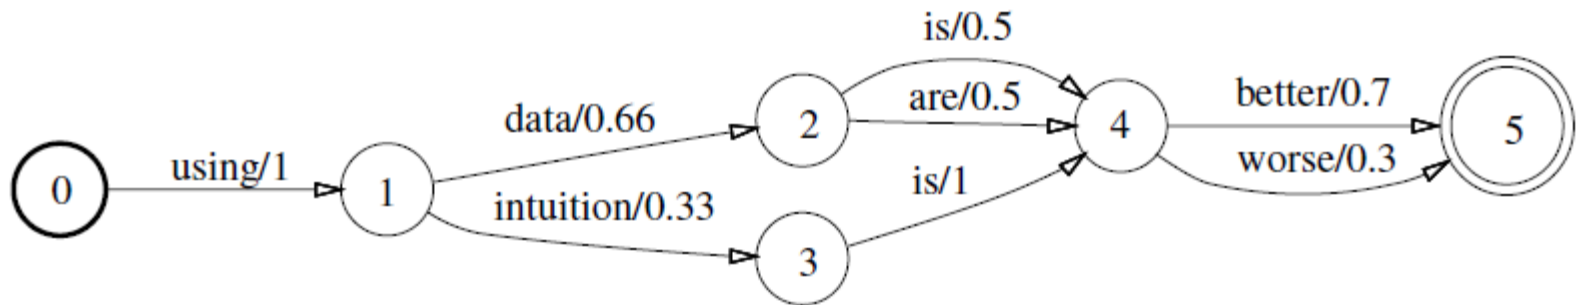 is/0.5
are/0.5
better/0.7
data/0.66
2
4
5
using/1
worse/0.3
0
1
is/1
intuition/0.33
3